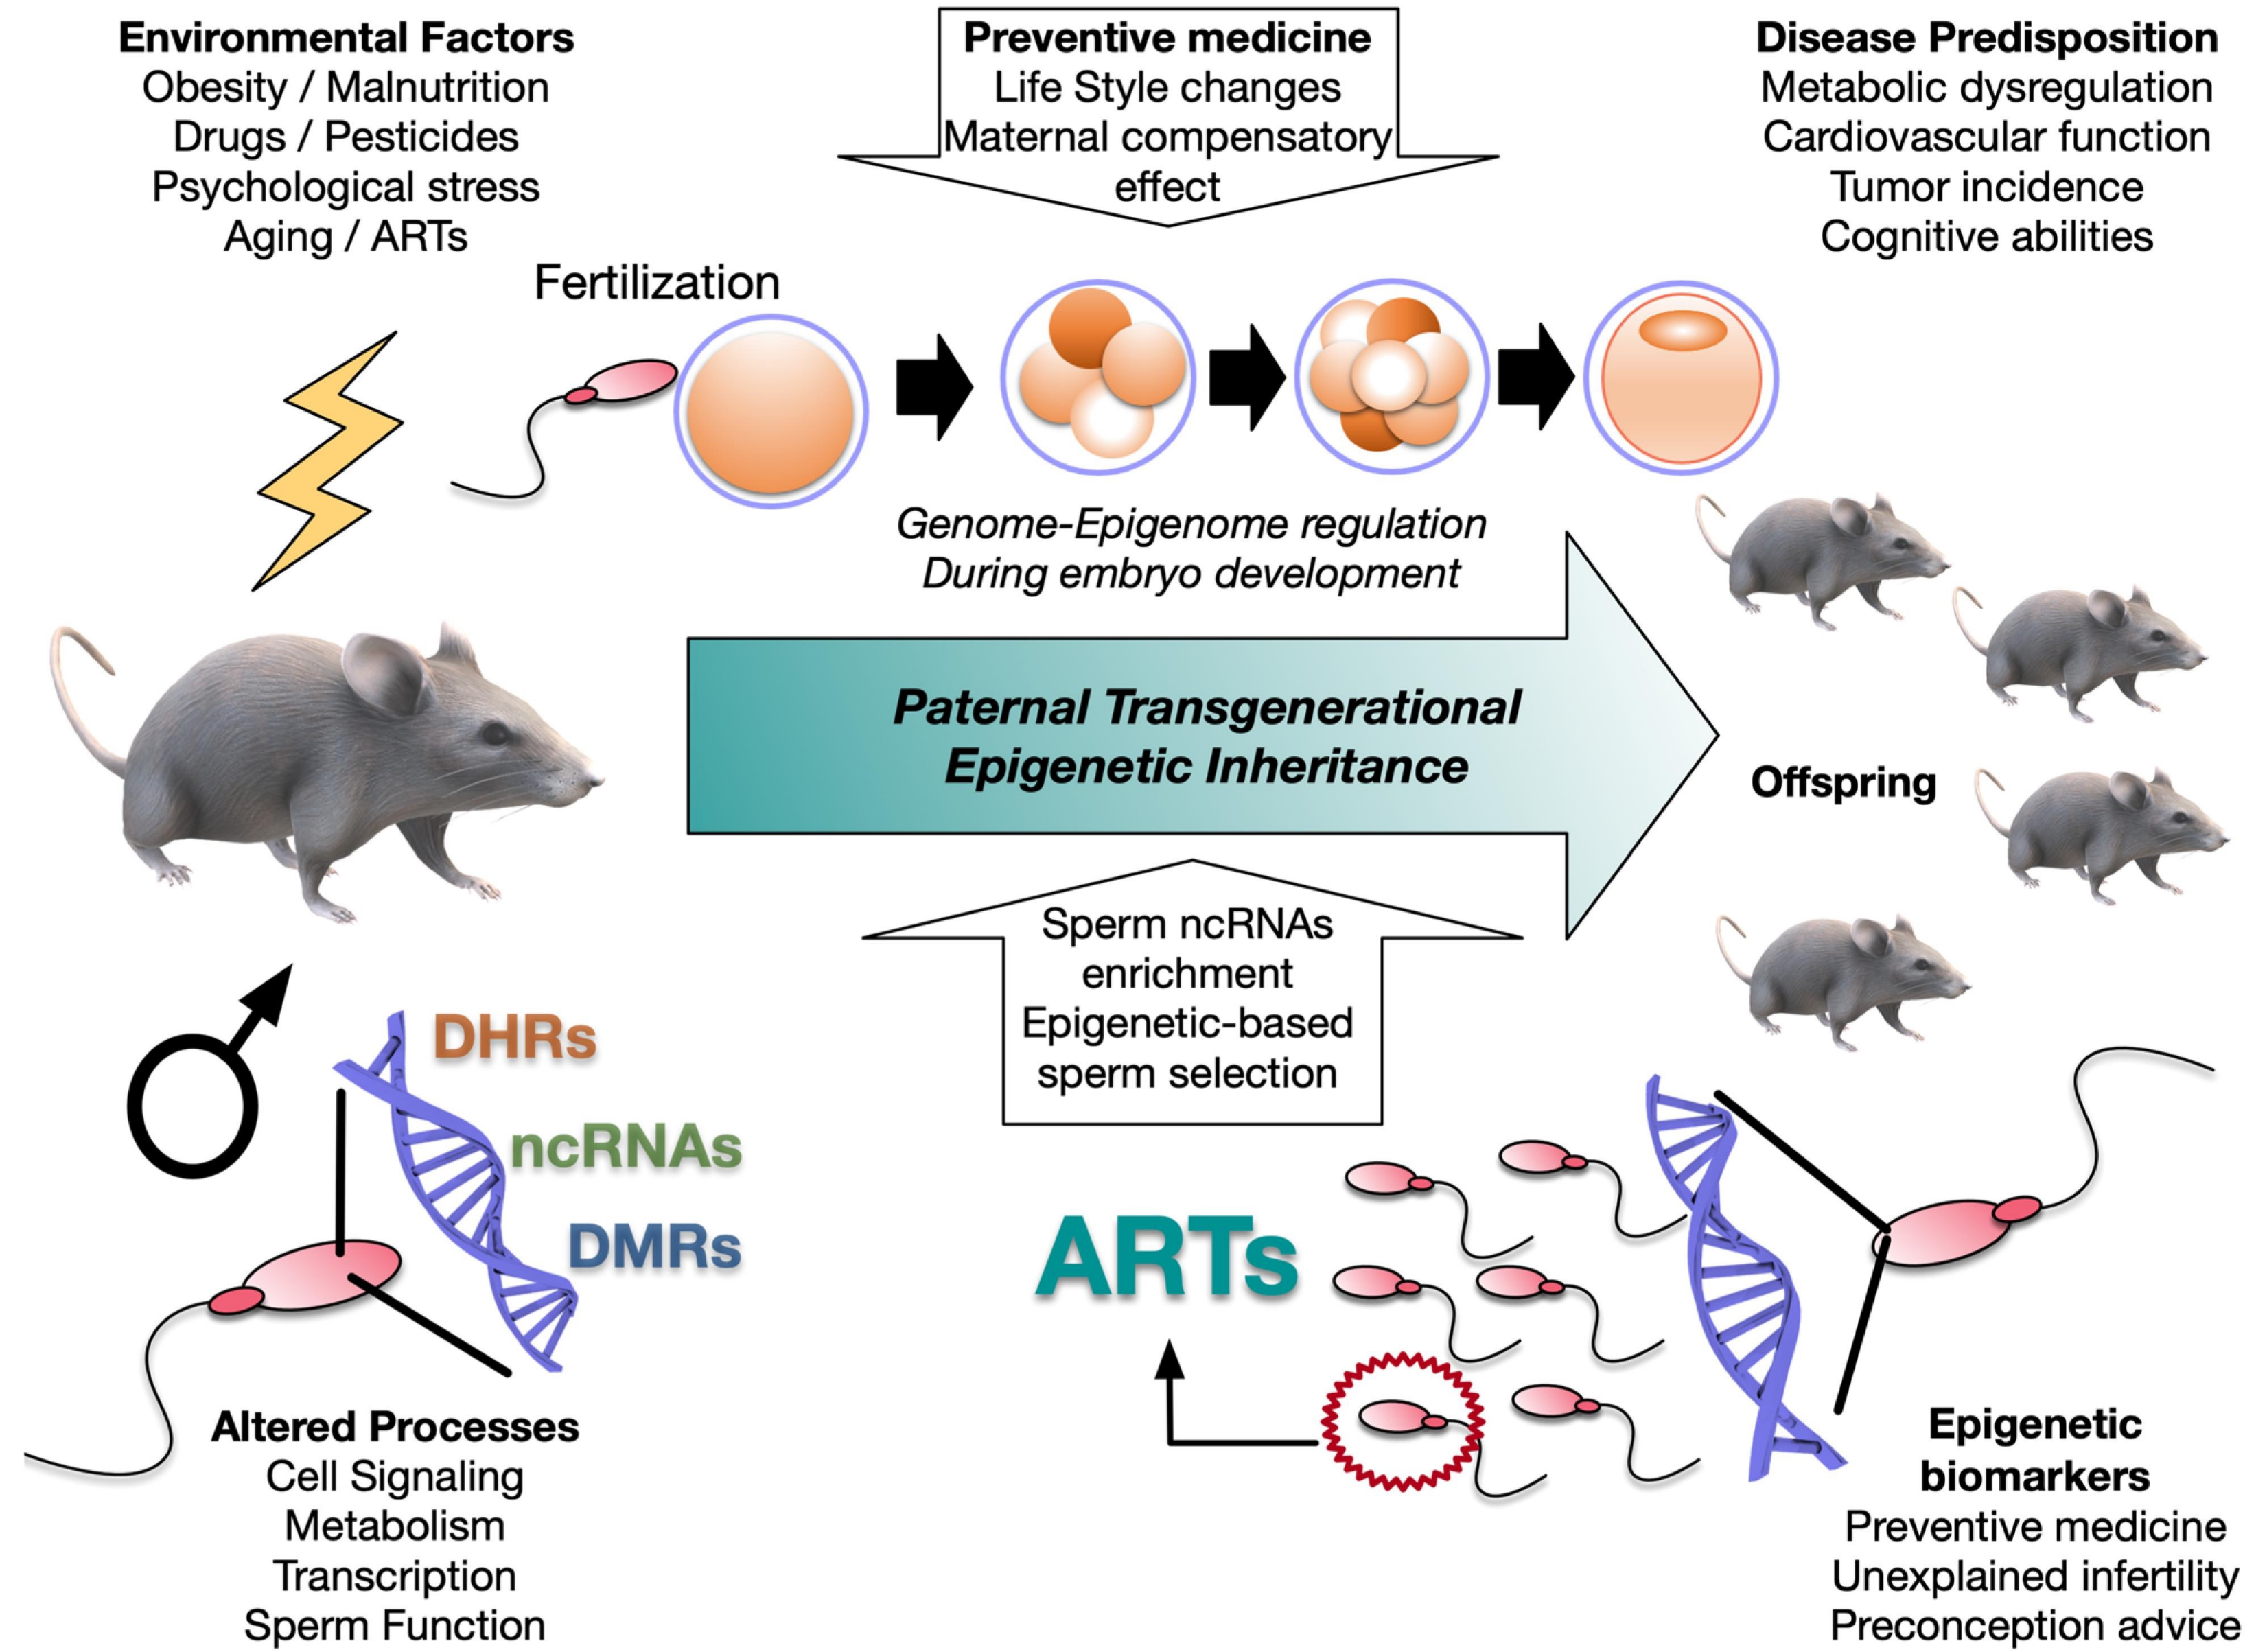 Environmental Factors
Obesity / Malnutrition
Drugs / Pesticides
Psychological stress
Aging / ARTs
Preventive medicine
Life Style changes
Maternal compensatory
effect
Disease Predisposition
Metabolic dysregulation
Cardiovascular function
Tumor incidence
Cognitive abilities
Fertilization
Genome-Epigenome regulation
During embryo development
Paternal Transgenerational
Epigenetic Inheritance
Offspring
Sperm ncRNAs
enrichment
Epigenetic-based
sperm selection
DHRs
ncRNAs
DMRs
Altered Processes
Cell Signaling
Metabolism
Transcription
Sperm Function
ARTs
Epigenetic
biomarkers
Preventive medicine
Unexplained infertility
Preconception advice